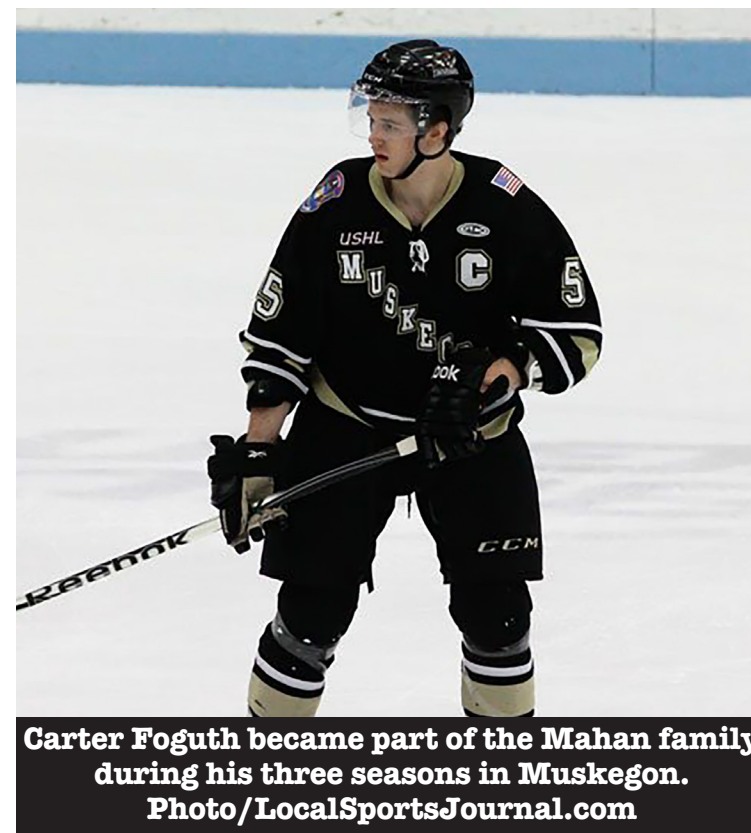 USHL
MUSKEG
C
5
5
CCM
Reebok
Carter Foguth became part of the Mahan family
during his three seasons in Muskegon.
Photo/LocalSportsJournal.com